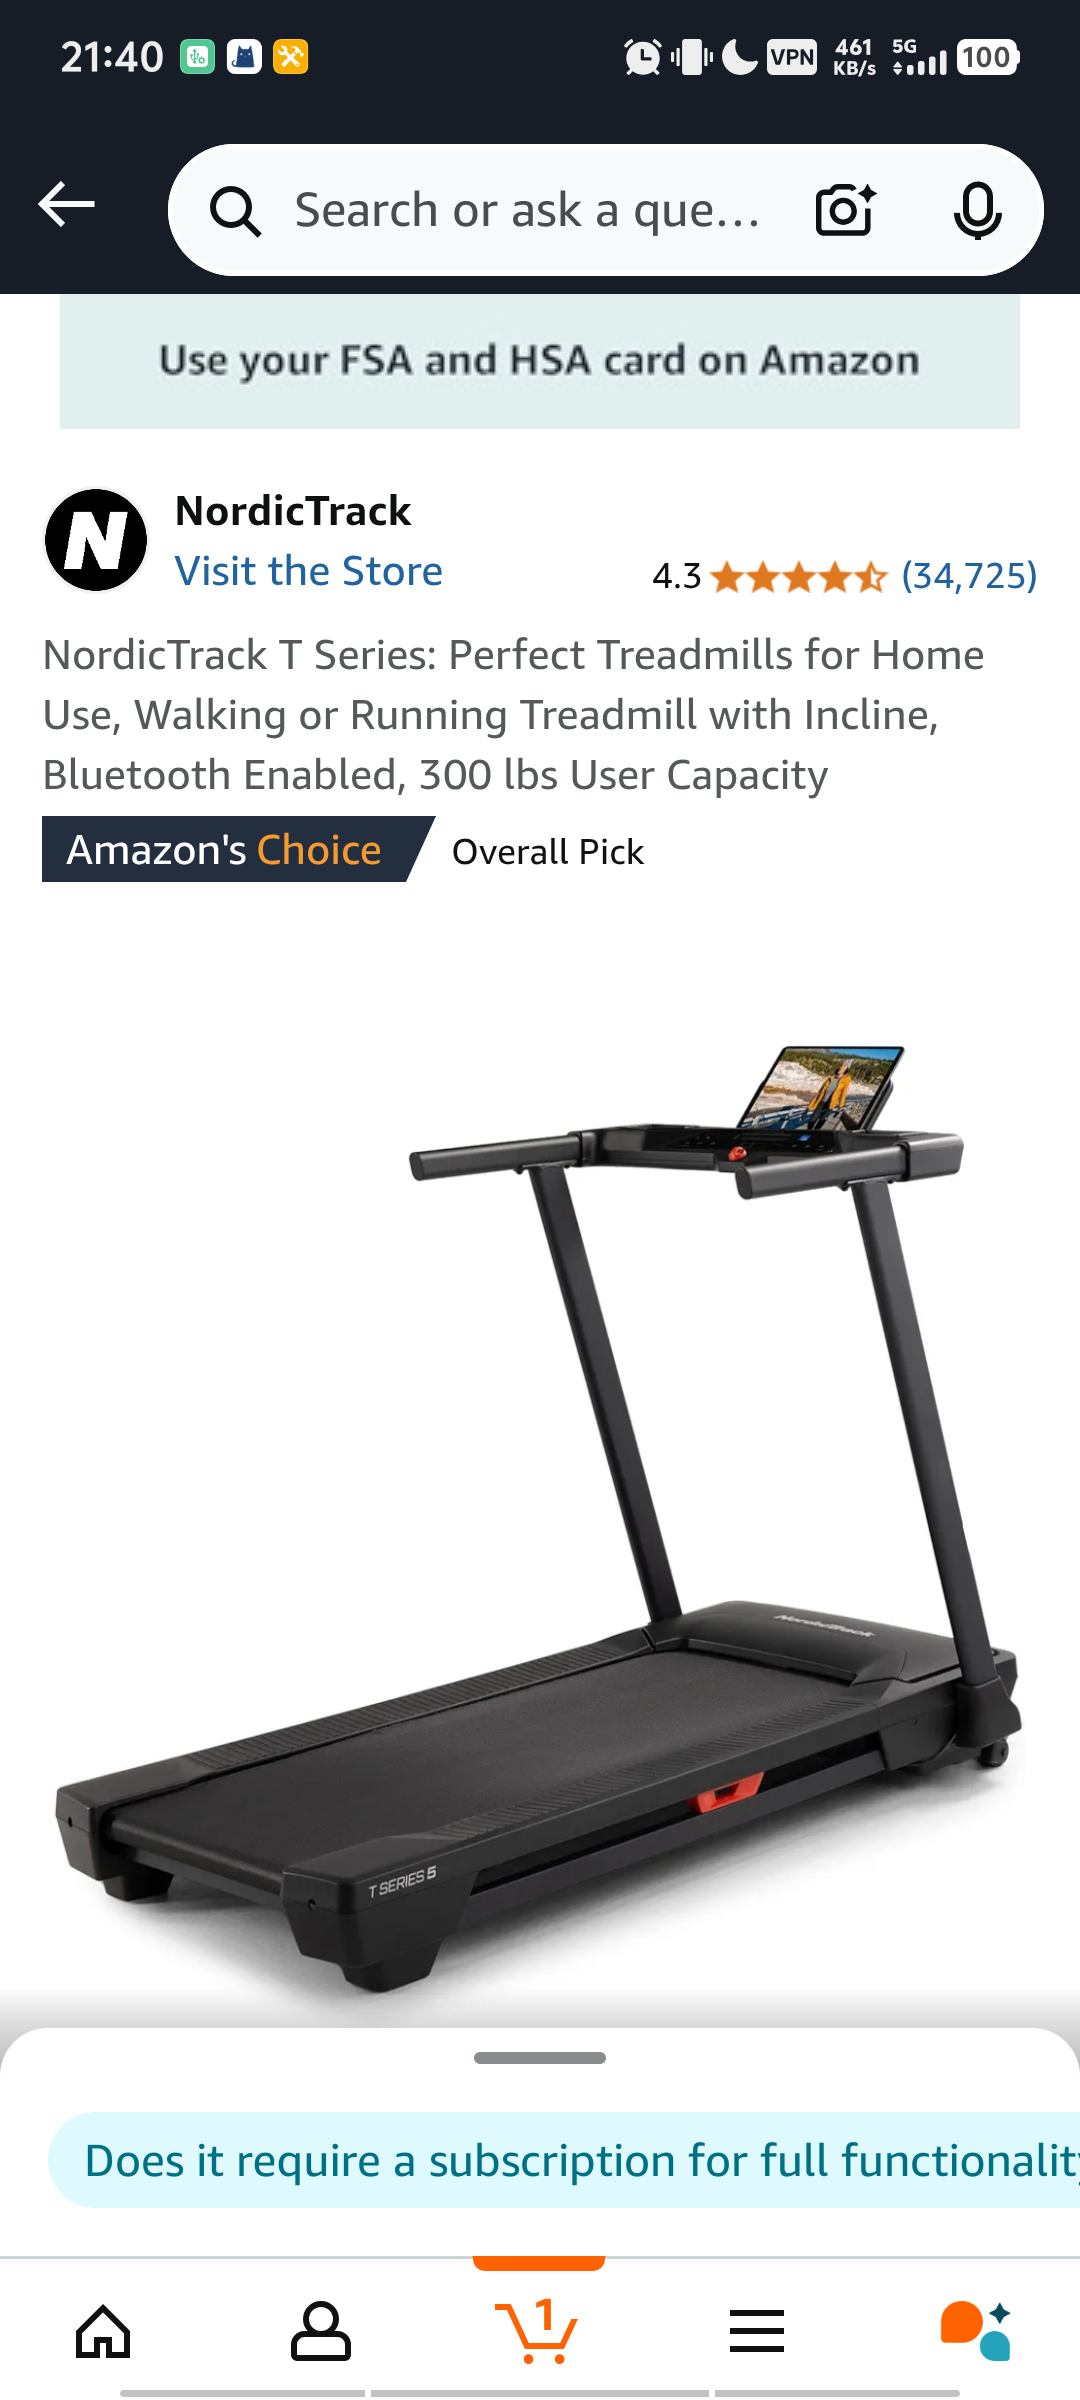 21:40
VPN
461
KB/s
5G
100
Search or ask a que...
Use your FSA and HSA card on Amazon
N
NordicTrack
Visit the Store
4.3 (34,725)
NordicTrack T Series: Perfect Treadmills for Home
Use, Walking or Running Treadmill with Incline,
Bluetooth Enabled, 300 lbs User Capacity
Amazon's Choice Overall Pick
NordicTrack
T SERIES 5
Does it require a subscription for full functionality
1